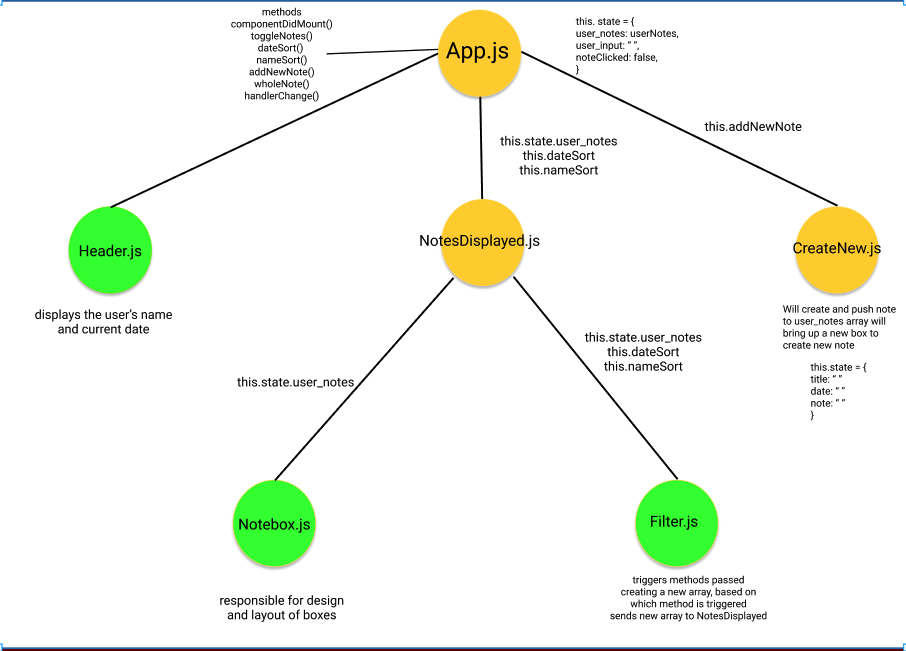 methods
componentDidMount()
toggleNotes()
dateSort()
nameSort()
addNewNote()
wholeNote()
handlerChange()
App.js
this. state = {
user_notes: userNotes,
user_input: “ ”,
noteClicked: false,
}
this.addNewNote
this.state.user_notes
this.dateSort
this.nameSort
Header.js
NotesDisplayed.js
CreateNew.js
displays the user’s name
and current date
Will create and push note
to user_notes array will
bring up a new box to
create new note
this.state = {
title: “ ”
date: “ ”
note: “ ”
}
this.state.user_notes
this.state.user_notes
this.dateSort
this.nameSort
Notebox.js
Filter.js
responsible for design
and layout of boxes
triggers methods passed
creating a new array, based on
which method is triggered
sends new array to NotesDisplayed